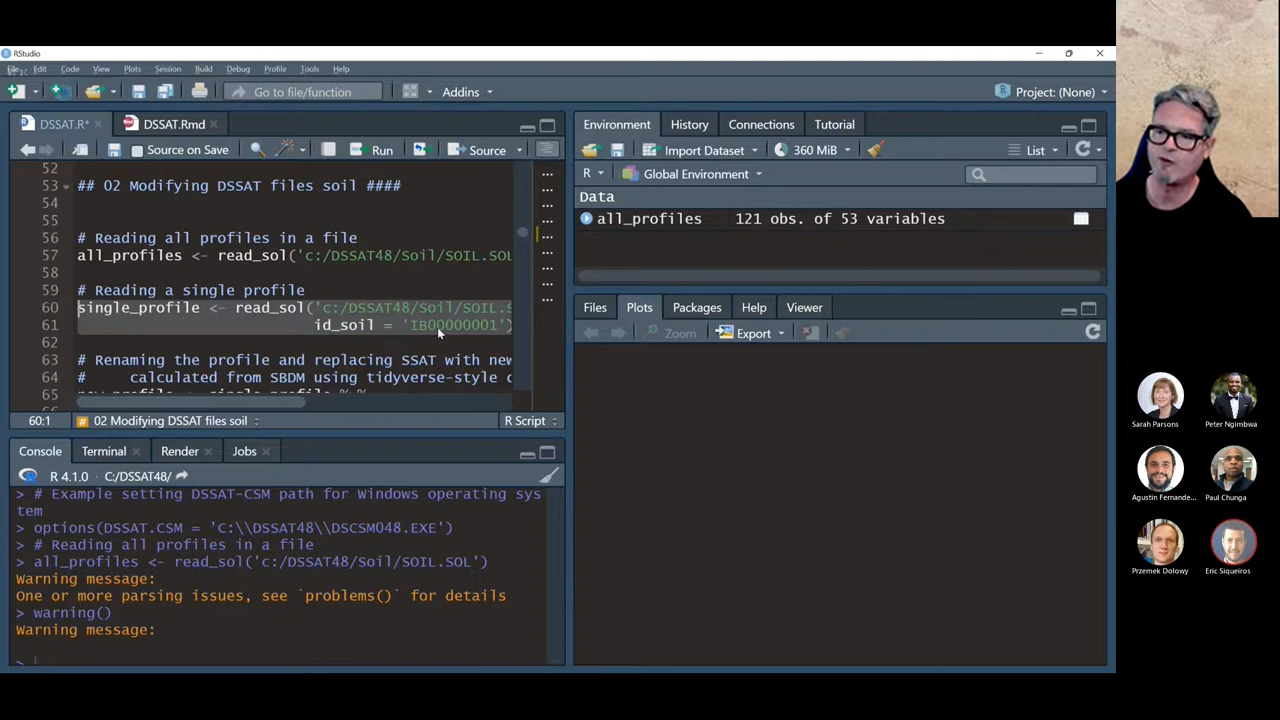 RStudio
File Edit Code View Plots Session Build Debug Profile Tools Help
Go to file/function
Addins
Project: (None)
DSSAT.R*
DSSAT.Rmd
Source on Save
Run
Source
52
53 ## 02 Modifying DSSAT files soil ####
54
55
56 # Reading all profiles in a file
57 all_profiles <- read_sol('c:/DSSAT48/Soil/SOIL.SOL
58
59 # Reading a single profile
60 single_profile <- read_sol('c:/DSSAT48/Soil/SOIL.S
61 id_soil = 'IB00000001')
62
63 # Renaming the profile and replacing SSAT with new
64 # calculated from SBDM using tidyverse-style c
65
60:1
# 02 Modifying DSSAT files soil
R Script
Console Terminal Render Jobs
R 4.1.0 · C:/DSSAT48/
> # Example setting DSSAT-CSM path for Windows operating sys
tem
> options(DSSAT.CSM = 'C:\\DSSAT48\\DSCSM048.EXE')
> # Reading all profiles in a file
> all_profiles <- read_sol('c:/DSSAT48/Soil/SOIL.SOL')
Warning message:
One or more parsing issues, see `problems()` for details
> warning()
Warning message:
>
Environment History Connections Tutorial
Import Dataset
360 MiB
List
R
Global Environment
Data
all_profiles 121 obs. of 53 variables
Files Plots Packages Help Viewer
Zoom
Export
Sarah Parsons
Peter Ngimbwa
Agustin Fernande...
Paul Chunga
Przemek Dolowy
Eric Siqueiros